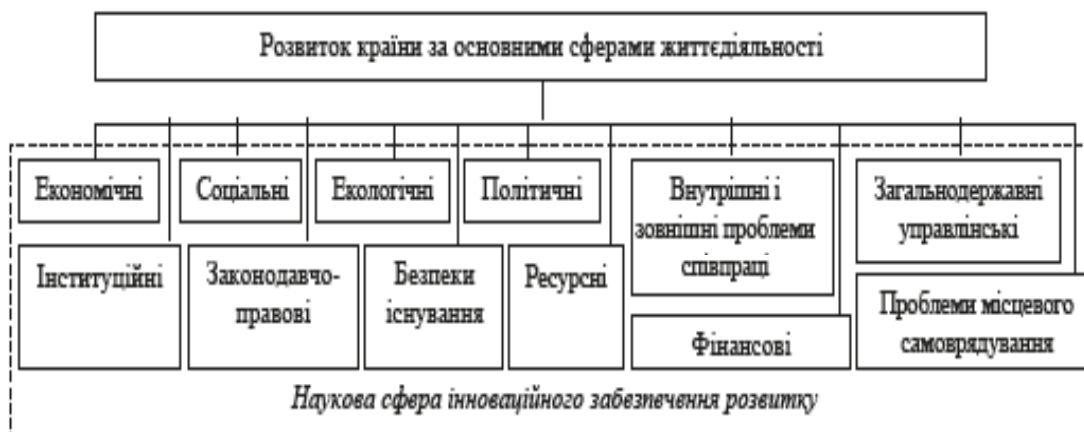 Розвиток країни за основними сферами життєдіяльності
Економічні
Соціальні
Екологічні
Політичні
Внутрішні і
зовнішні проблеми
співпраці
Загальнодержавні
управлінські
Інституційні
Законодавчо-
правові
Безпеки
існування
Ресурсні
Фінансові
Проблеми місцевого
самоврядування
Наукова сфера інноваційного забезпечення розвитку